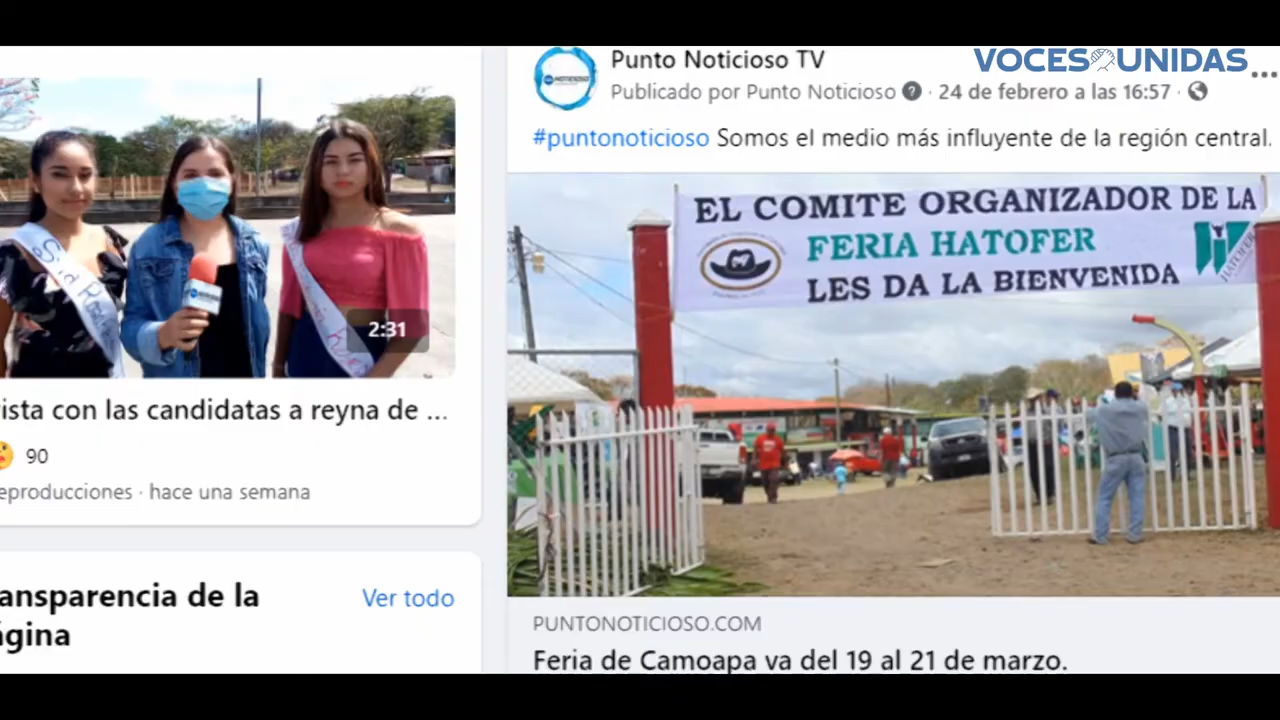 VOCES UNIDAS
Punto Noticioso TV
Publicado por Punto Noticioso · 24 de febrero a las 16:57 ·
#puntonoticioso Somos el medio más influyente de la región central.
EL COMITE ORGANIZADOR DE LA
FERIA HATOFER
LES DA LA BIENVENIDA
HATOFER
PUNTONOTICIOSO.COM
Feria de Camoapa va del 19 al 21 de marzo.
2:31
ista con las candidatas a reyna de ...
90
eproducciones · hace una semana
ansparencia de la
ágina
Ver todo